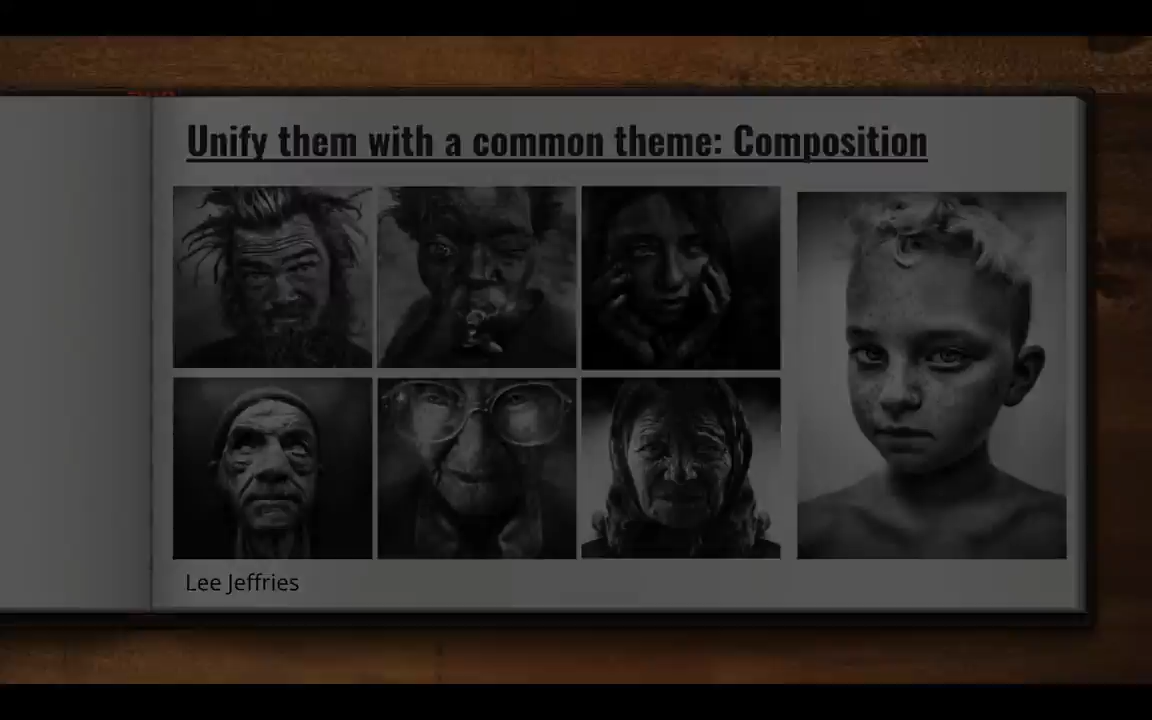 Unify them with a common theme: Composition
Lee Jeffries